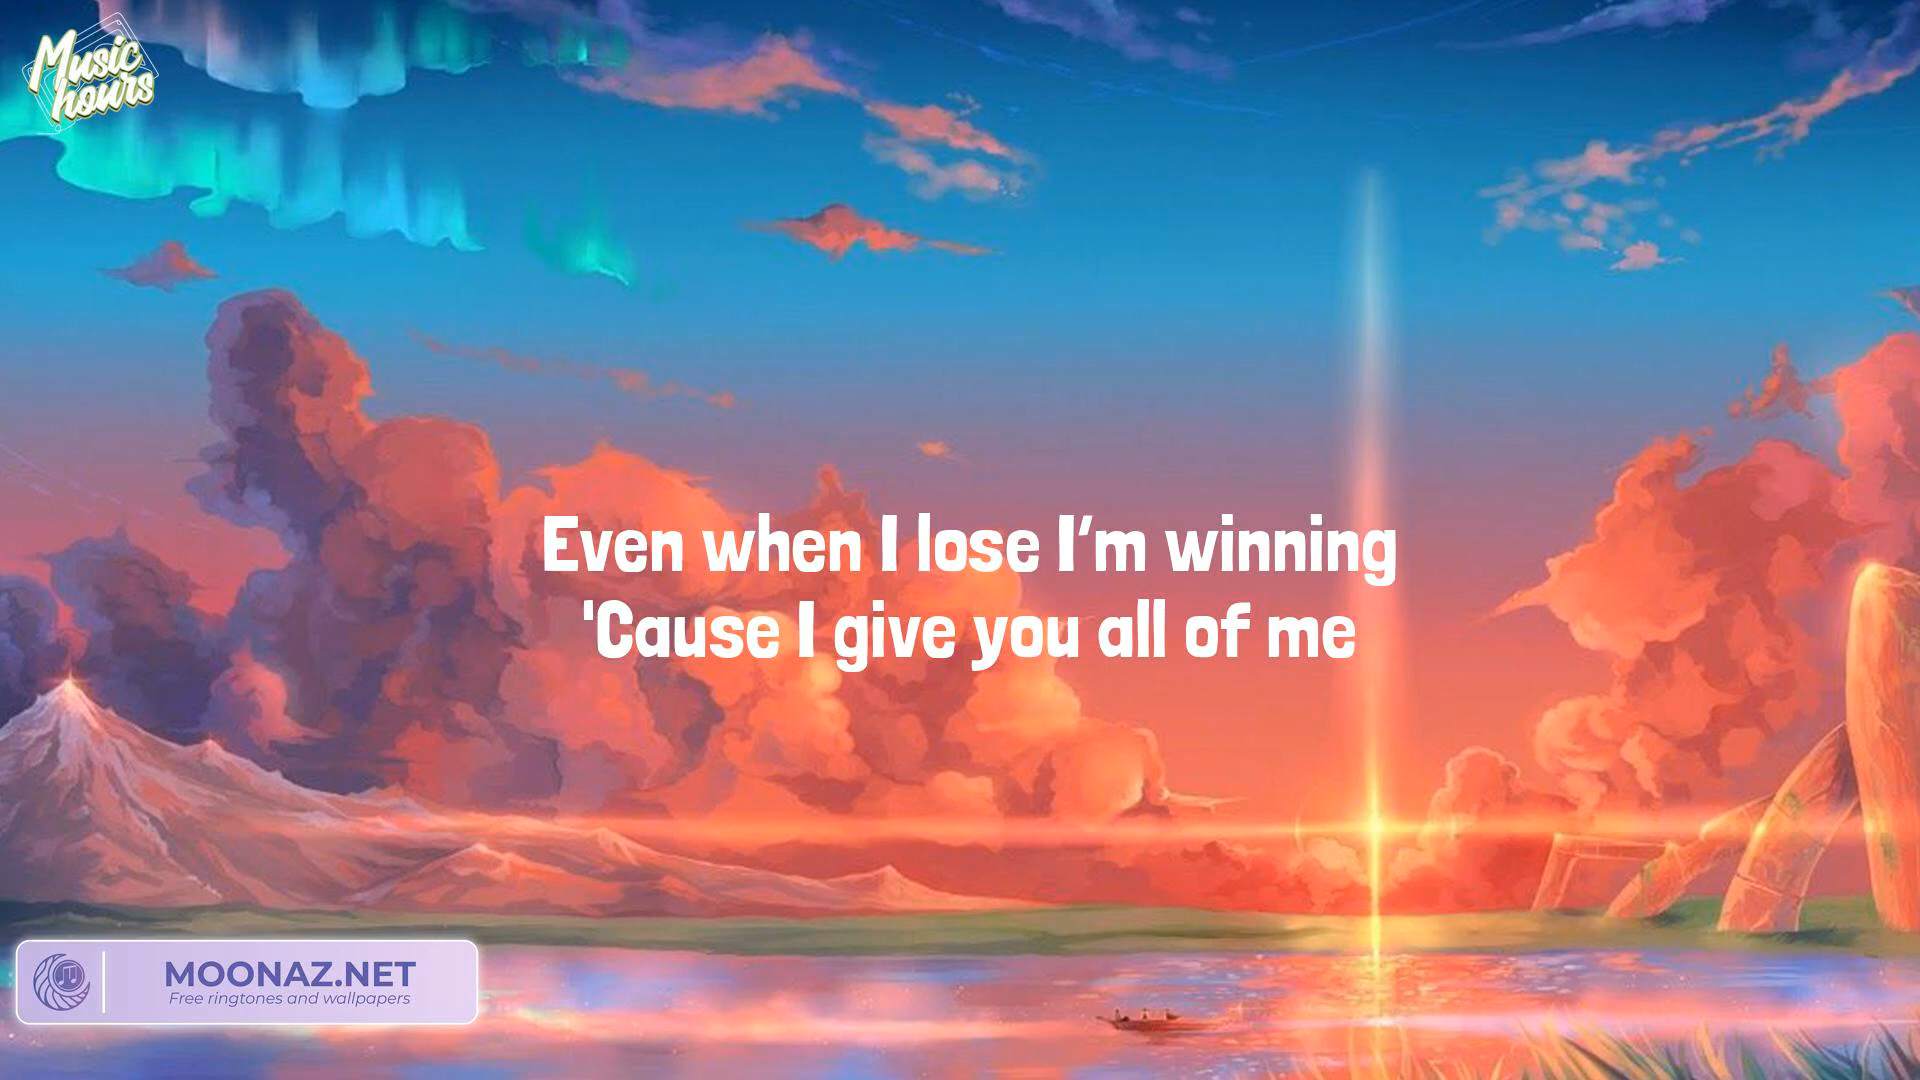 Music
hours
Even when I lose I'm winning
'Cause I give you all of me
MOONAZ.NET
Free ringtones and wallpapers